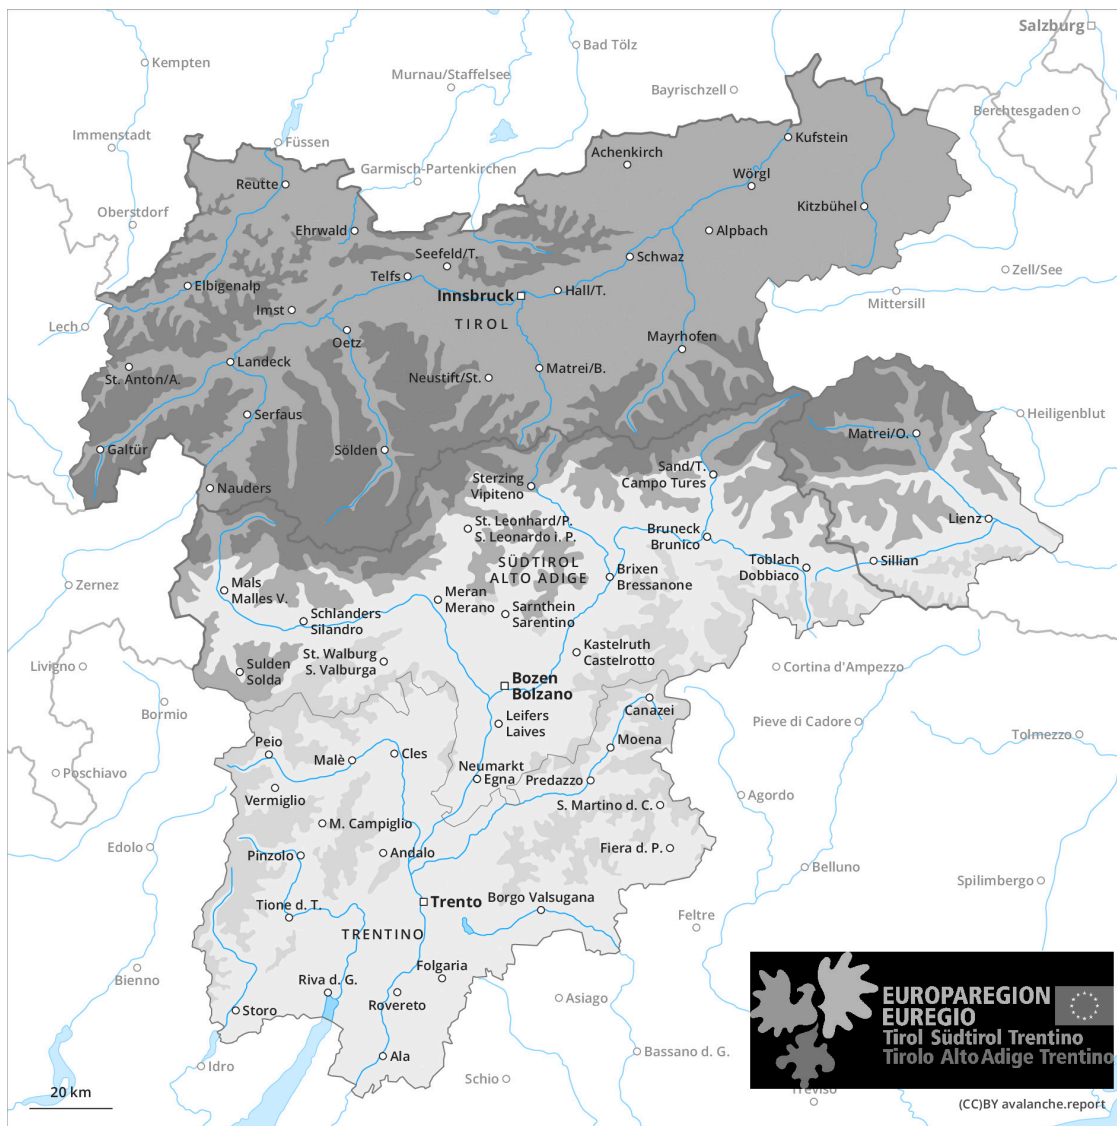 Salzburg
Bad Tölz
Kempten
Murnau/Staffelsee
Bayrischzell
Berchtesgaden
Immenstadt
Füssen
Kufstein
Achenkirch
Garmisch-Partenkirchen
Wörgl
Reutte
Oberstdorf
Kitzbühel
Ehrwald
Alpbach
Seefeld/T.
Schwaz
Zell/See
Telfs
Elbigenalp
Innsbruck
Hall/T.
Mittersill
Imst
TIROL
Lech
Oetz
Mayrhofen
Landeck
Matrei/B.
St. Anton/A.
Neustift/St.
Serfaus
Heiligenblut
Matrei/O.
Galtür
Sölden
Sand/T.
Campo Tures
Sterzing
Vipiteno
Nauders
Lienz
St. Leonhard/P.
S. Leonardo i. P.
Bruneck
Brunico
SÜDTIROL
ALTO ADIGE
Toblach
Dobbiaco
Sillian
Brixen
Bressanone
Zernez
Mals
Malles V.
Meran
Merano
Schlanders
Silandro
Sarnthein
Sarentino
Kastelruth
Castelrotto
St. Walburg
S. Valburga
Livigno
Sulden
Solda
Cortina d'Ampezzo
Bozen
Bolzano
Bormio
Canazei
Leifers
Laives
Pieve di Cadore
Tolmezzo
Moena
Peio
Cles
Malè
Neumarkt
Egna
Predazzo
Poschiavo
Vermiglio
Agordo
S. Martino d. C.
M. Campiglio
Edolo
Fiera d. P.
Andalo
Pinzolo
Belluno
Spilimbergo
Borgo Valsugana
Trento
Tione d. T.
Feltre
TRENTINO
Folgaria
Bienno
Riva d. G.
Rovereto
Asiago
Storo
EUROPAREGION
EUREGIO
Tirol Südtirol Trentino
Tirolo Alto Adige Trentino
Ala
Bassano d. G.
Idro
Schio
Treviso
20 km
(CC)BY avalanche.report